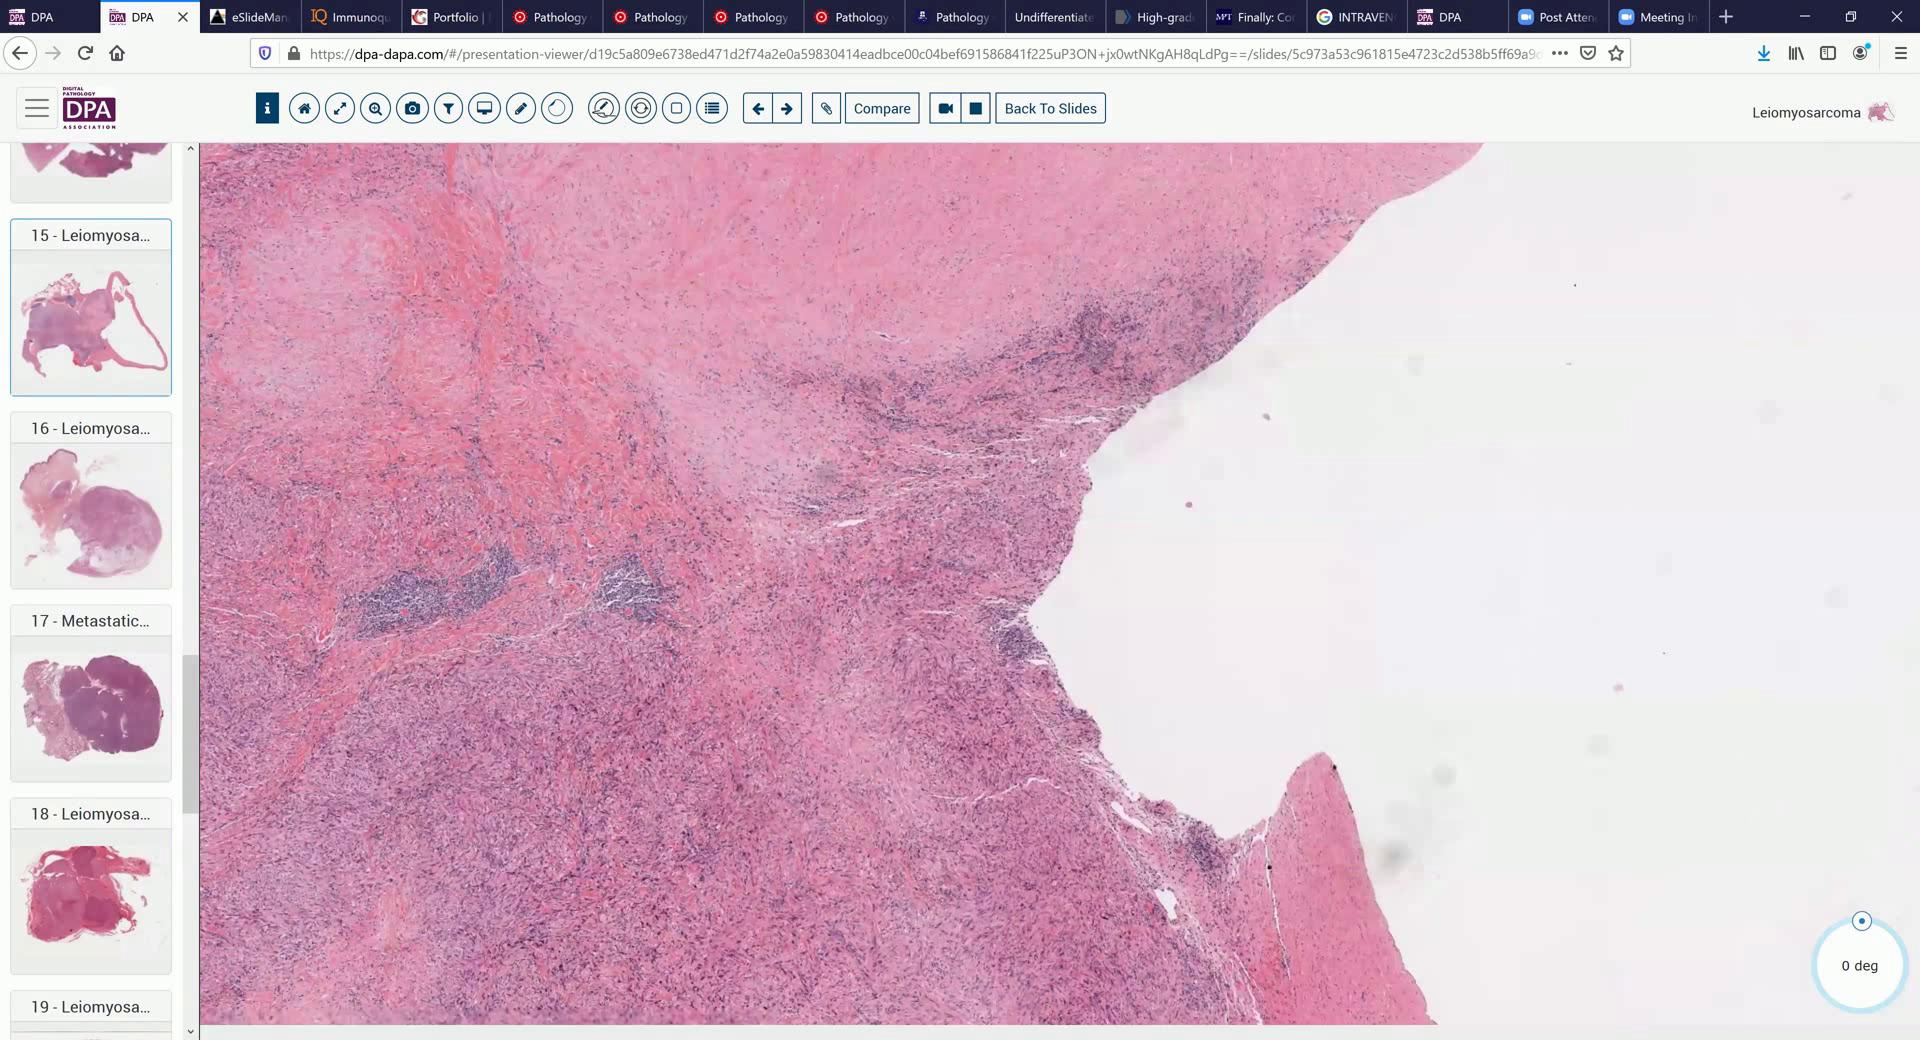 DPA
DPA
eSlideMan
Immunoqu
Portfolio |
Pathology
Pathology
Pathology
Pathology
Pathology
Undifferentiate
High-grad
Finally: Co
INTRAVEN
DPA
Post Atten
Meeting In
https://dpa-dapa.com/#/presentation-viewer/d19c5a809e6738ed471d2f74a2e0a59830414eadbce00c04bef691586841f225uP3ON+jx0wtNKgAH8qLdPg==/slides/5c973a53c961815e4723c2d538b5ff69a9c
DIGITAL
PATHOLOGY
DPA
ASSOCIATION
Compare
Back To Slides
Leiomyosarcoma
15 - Leiomyosa...
16 - Leiomyosa...
17 - Metastatic...
18 - Leiomyosa...
19 - Leiomyosa...
0 deg